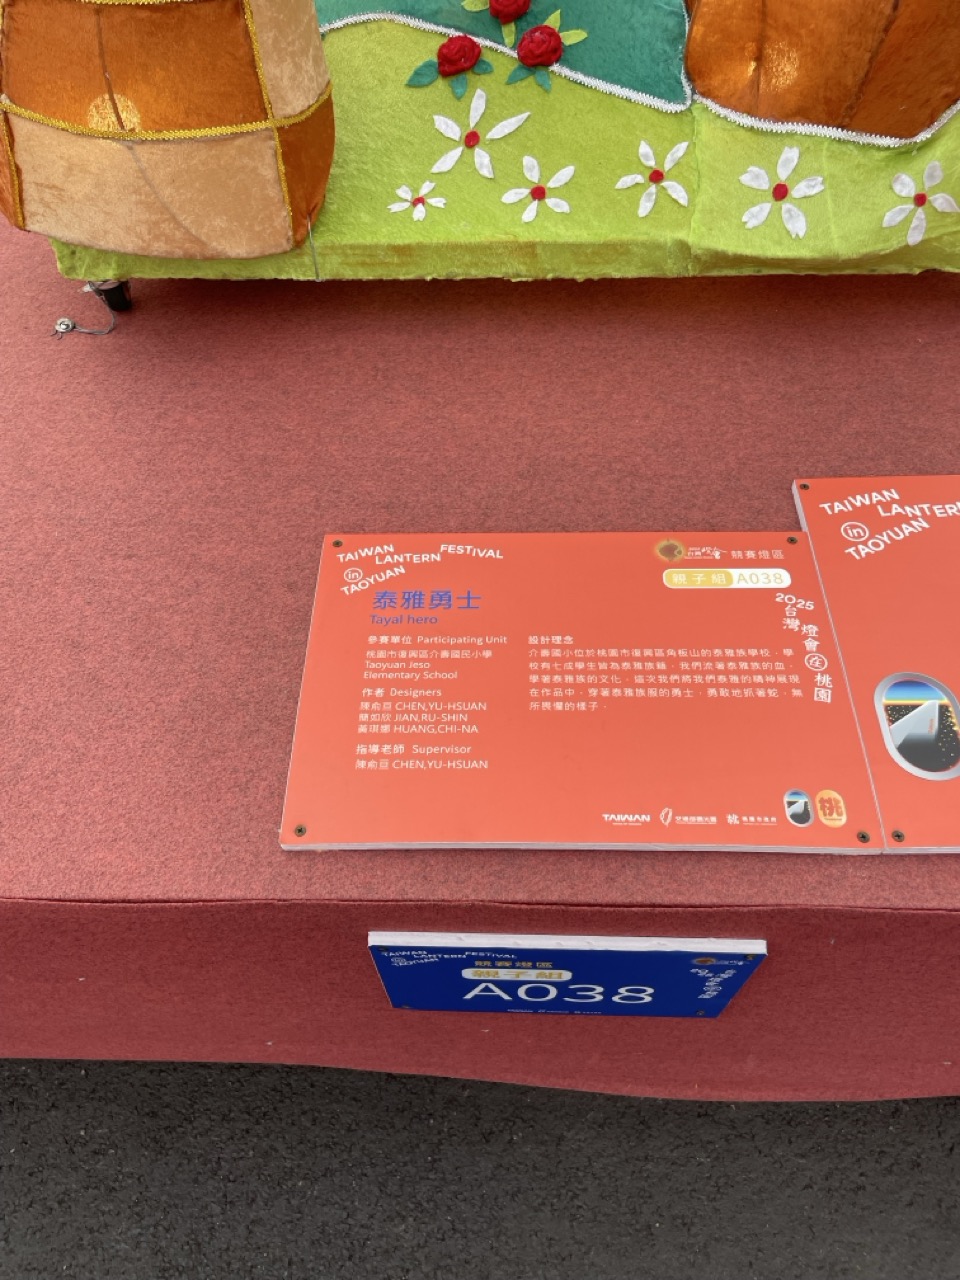 TAIWAN
LANTERN FESTIVAL
in
TAOYUAN
競賽燈區
親子組 A038
泰雅勇士
Tayal hero
2025
台灣燈會在桃園
參賽單位 Participating Unit
桃園市復興區介壽國民小學
Taoyuan Jeso
Elementary School
作者 Designers
陳俞亘 CHEN,YU-HSUAN
簡如欣 JIAN,RU-SHIN
黃琪娜 HUANG,CHI-NA
指導老師 Supervisor
陳俞亘 CHEN,YU-HSUAN
設計理念
介壽國小位於桃園市復興區角板山的泰雅族學校，學
校有七成學生皆為泰雅族籍，我們流著泰雅族的血，
學著泰雅族的文化，這次我們將我們泰雅的精神展現
在作品中，穿著泰雅族服的勇士，勇敢地抓著蛇，無
所畏懼的樣子。
TAIWAN
桃
TAIWAN
LANTERN
in
TAOYUAN
TAIWAN
LANTERN FESTIVAL
in
TAOYUAN
競賽燈區
親子組
A038